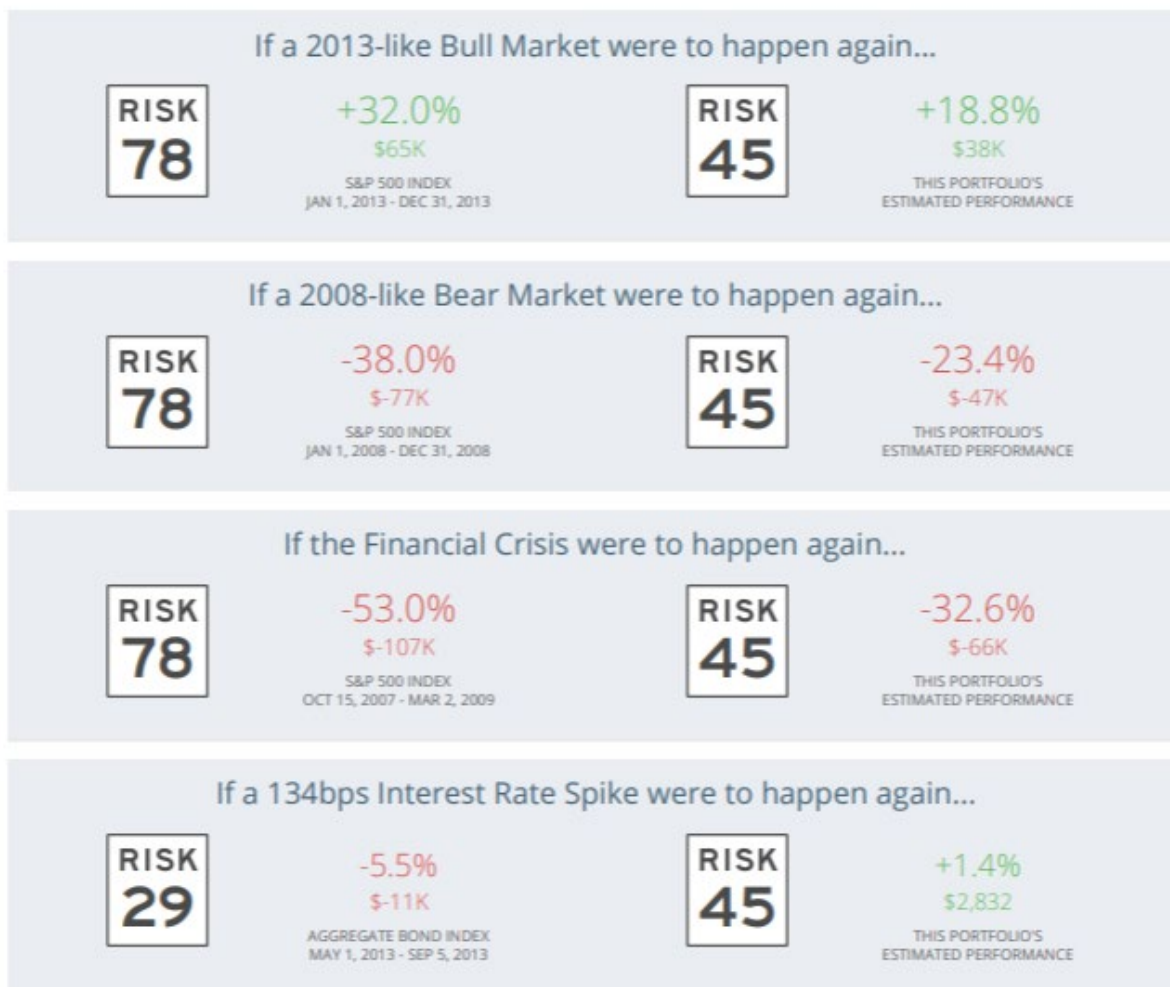 If a 2013-like Bull Market were to happen again...
RISK
78
+32.0%
$65K
S&P 500 INDEX
JAN 1, 2013 - DEC 31, 2013
RISK
45
+18.8%
$38K
THIS PORTFOLIO'S
ESTIMATED PERFORMANCE
If a 2008-like Bear Market were to happen again...
RISK
78
-38.0%
$-77K
S&P 500 INDEX
JAN 1, 2008 - DEC 31, 2008
RISK
45
-23.4%
$-47K
THIS PORTFOLIO'S
ESTIMATED PERFORMANCE
If the Financial Crisis were to happen again...
RISK
78
-53.0%
$-107K
S&P 500 INDEX
OCT 15, 2007 - MAR 2, 2009
RISK
45
-32.6%
$-66K
THIS PORTFOLIO'S
ESTIMATED PERFORMANCE
If a 134bps Interest Rate Spike were to happen again...
RISK
29
-5.5%
$-11K
AGGREGATE BOND INDEX
MAY 1, 2013 - SEP 5, 2013
RISK
45
+1.4%
$2,832
THIS PORTFOLIO'S
ESTIMATED PERFORMANCE